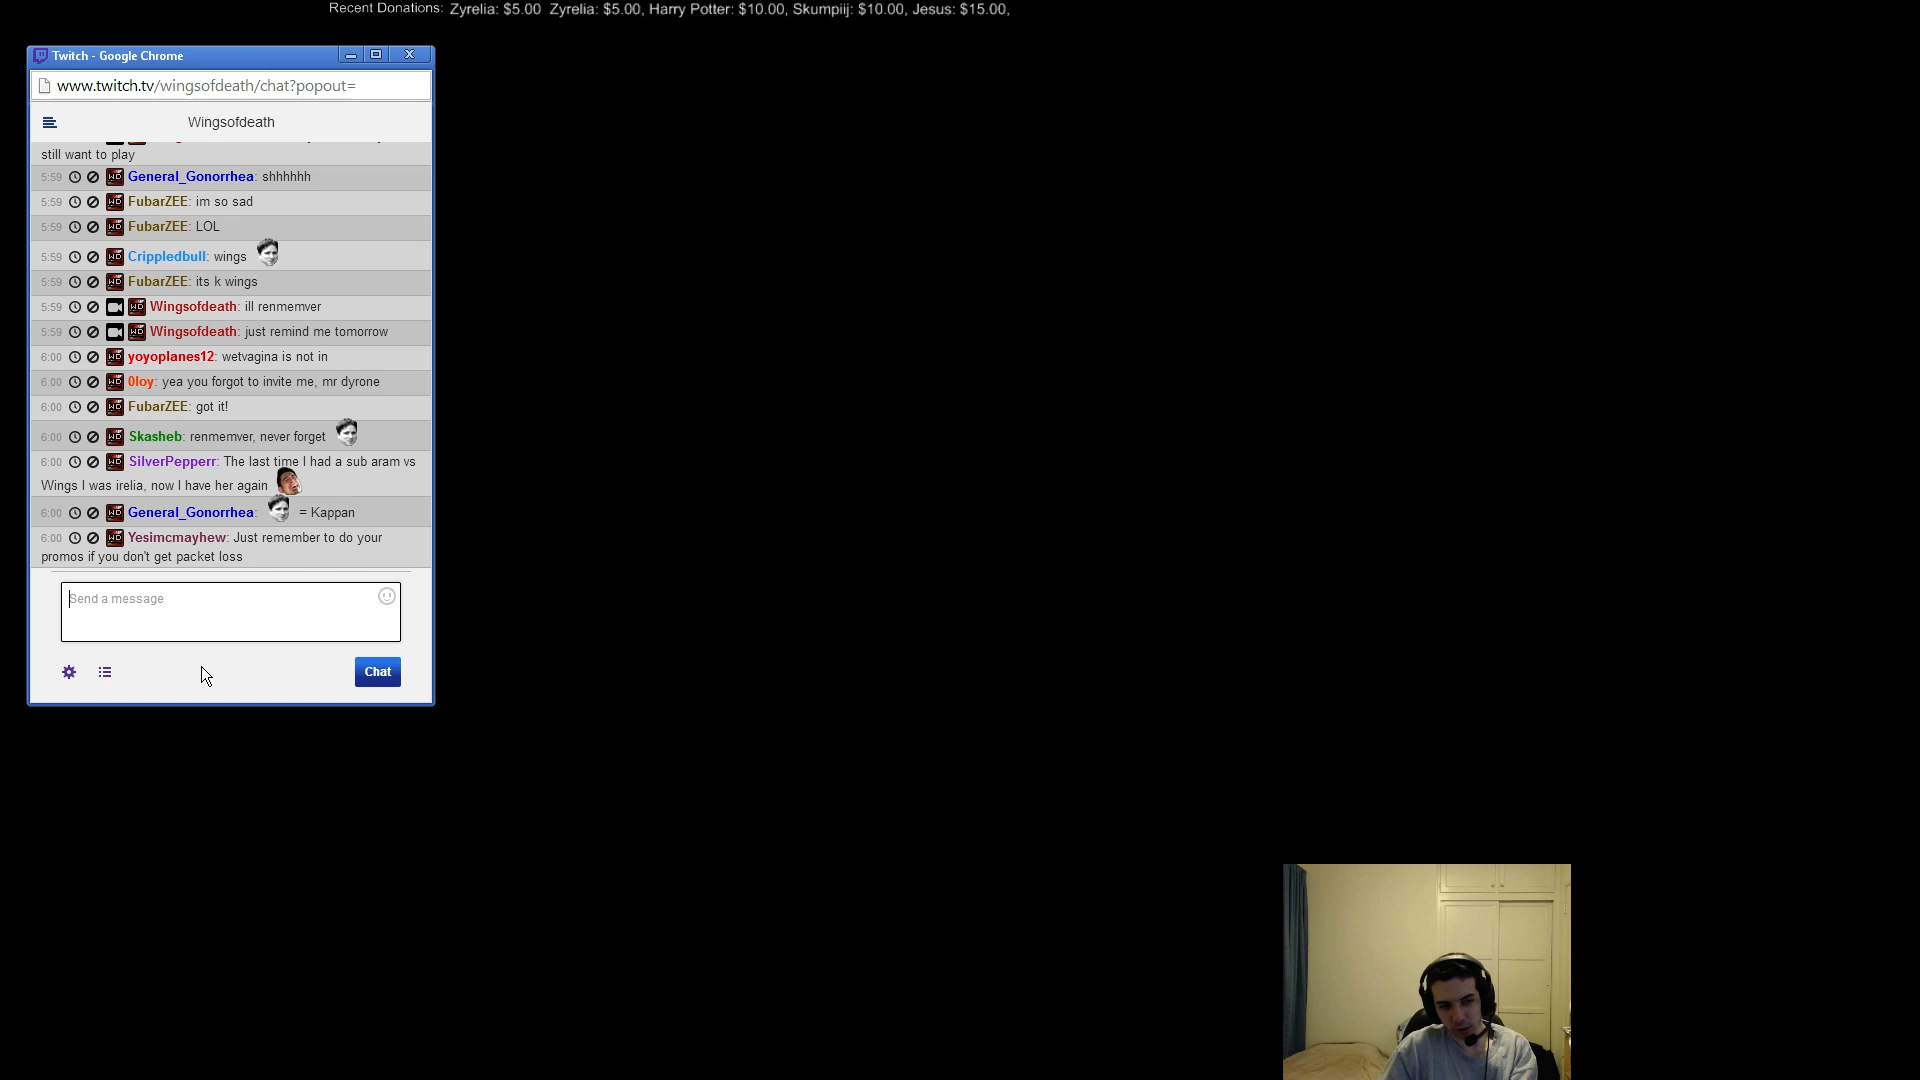 Recent Donations: Zyrelia: $5.00 Zyrelia: $5.00, Harry Potter: $10.00, Skumpiij: $10.00, Jesus: $15.00,
Twitch - Google Chrome
www.twitch.tv/wingsofdeath/chat?popout=
Wingsofdeath
still want to play
5:59 General_Gonorrhea: shhhhhh
5:59 FubarZEE: im so sad
5:59 FubarZEE: LOL
5:59 Crippledbull: wings
5:59 FubarZEE: its k wings
5:59 Wingsofdeath: ill renmemver
5:59 Wingsofdeath: just remind me tomorrow
6:00 yoyoplanes12: wetvagina is not in
6:00 0loy: yea you forgot to invite me, mr dyrone
6:00 FubarZEE: got it!
6:00 Skasheb: renmemver, never forget
6:00 SilverPepperr: The last time I had a sub aram vs
Wings I was irelia, now I have her again
6:00 General_Gonorrhea: = Kappan
6:00 Yesimcmayhew: Just remember to do your
promos if you don't get packet loss
Send a message
Chat